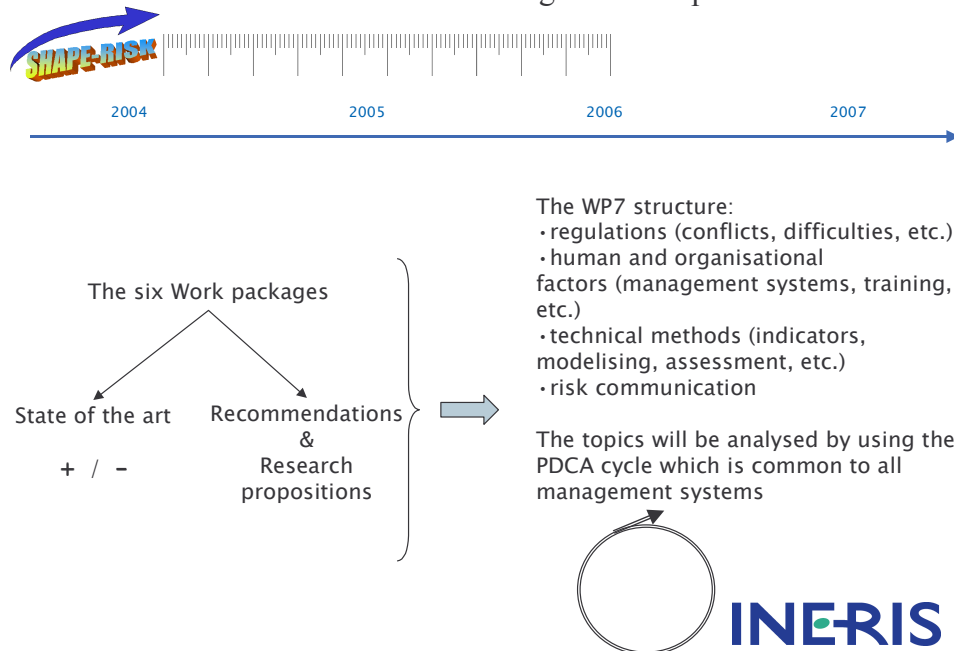 SHAPE-RISK
2004 2005 2006 2007
The six Work packages
State of the art
+ / -
Recommendations
&
Research
propositions
The WP7 structure:
•regulations (conflicts, difficulties, etc.)
•human and organisational
factors (management systems, training,
etc.)
•technical methods (indicators,
modelising, assessment, etc.)
•risk communication
The topics will be analysed by using the
PDCA cycle which is common to all
management systems
INERIS